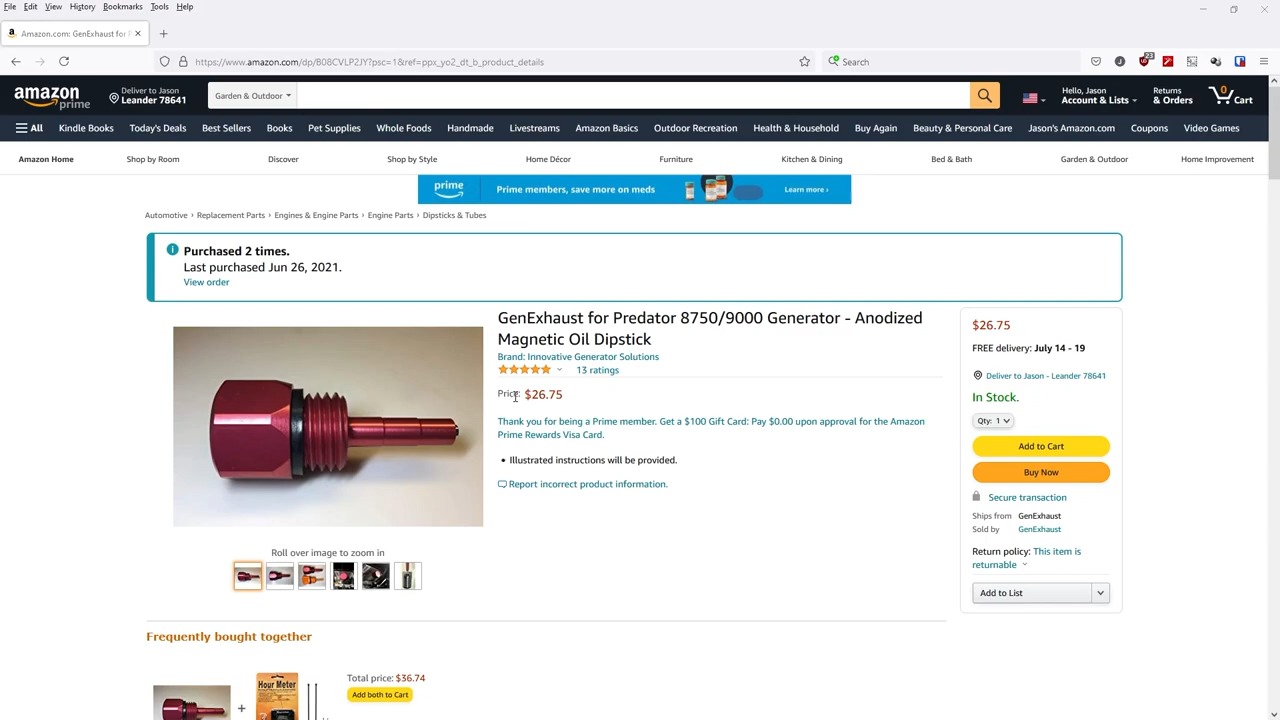 File Edit View History Bookmarks Tools Help
Amazon.com: GenExhaust for P
https://www.amazon.com/dp/B08CVLP2JY?psc=1&ref=ppx_yo2_dt_b_product_details
Search
23
amazon
prime
Deliver to Jason
Leander 78641
Garden & Outdoor
Hello, Jason
Account & Lists
Returns
& Orders
0
Cart
All Kindle Books Today's Deals Best Sellers Books Pet Supplies Whole Foods Handmade Livestreams Amazon Basics Outdoor Recreation Health & Household Buy Again Beauty & Personal Care Jason's Amazon.com Coupons Video Games
Amazon Home Shop by Room Discover Shop by Style Home Décor Furniture Kitchen & Dining Bed & Bath Garden & Outdoor Home Improvement
prime Prime members, save more on meds Learn more ›
Automotive › Replacement Parts › Engines & Engine Parts › Engine Parts › Dipsticks & Tubes
Purchased 2 times.
Last purchased Jun 26, 2021.
View order
GenExhaust for Predator 8750/9000 Generator - Anodized
Magnetic Oil Dipstick
Brand: Innovative Generator Solutions
13 ratings
Price: $26.75
Thank you for being a Prime member. Get a $100 Gift Card: Pay $0.00 upon approval for the Amazon
Prime Rewards Visa Card.
• Illustrated instructions will be provided.
Report incorrect product information.
Roll over image to zoom in
$26.75
FREE delivery: July 14 - 19
Deliver to Jason - Leander 78641
In Stock.
Qty: 1
Add to Cart
Buy Now
Secure transaction
Ships from GenExhaust
Sold by GenExhaust
Return policy: This item is
returnable
Add to List
Frequently bought together
Total price: $36.74
Add both to Cart
+
Hour Meter